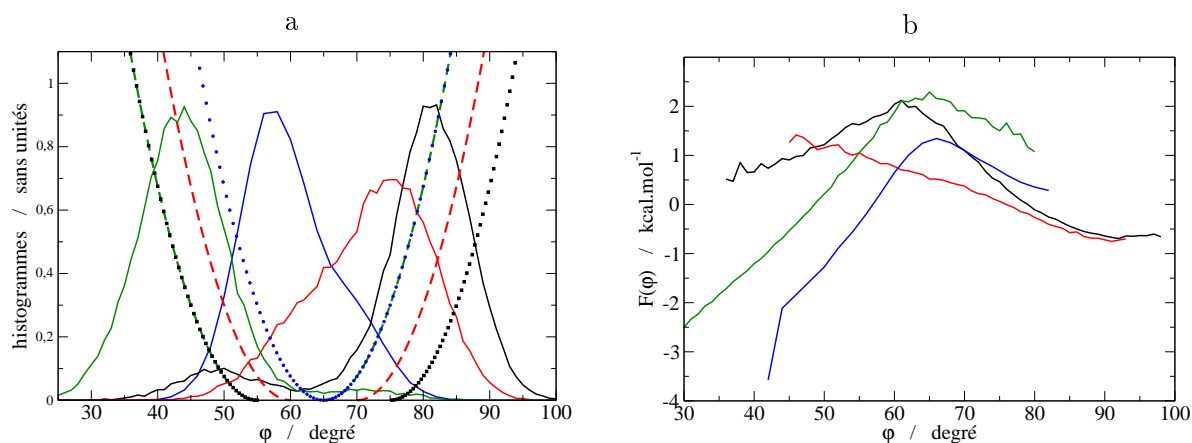 a
histogrammes / sans unités
1
0,8
0,6
0,4
0,2
0
30 40 50 60 70 80 90 100
φ / degré
b
F(φ) / kcal.mol⁻¹
2
1
0
-1
-2
-3
-4
30 40 50 60 70 80 90 100
φ / degré